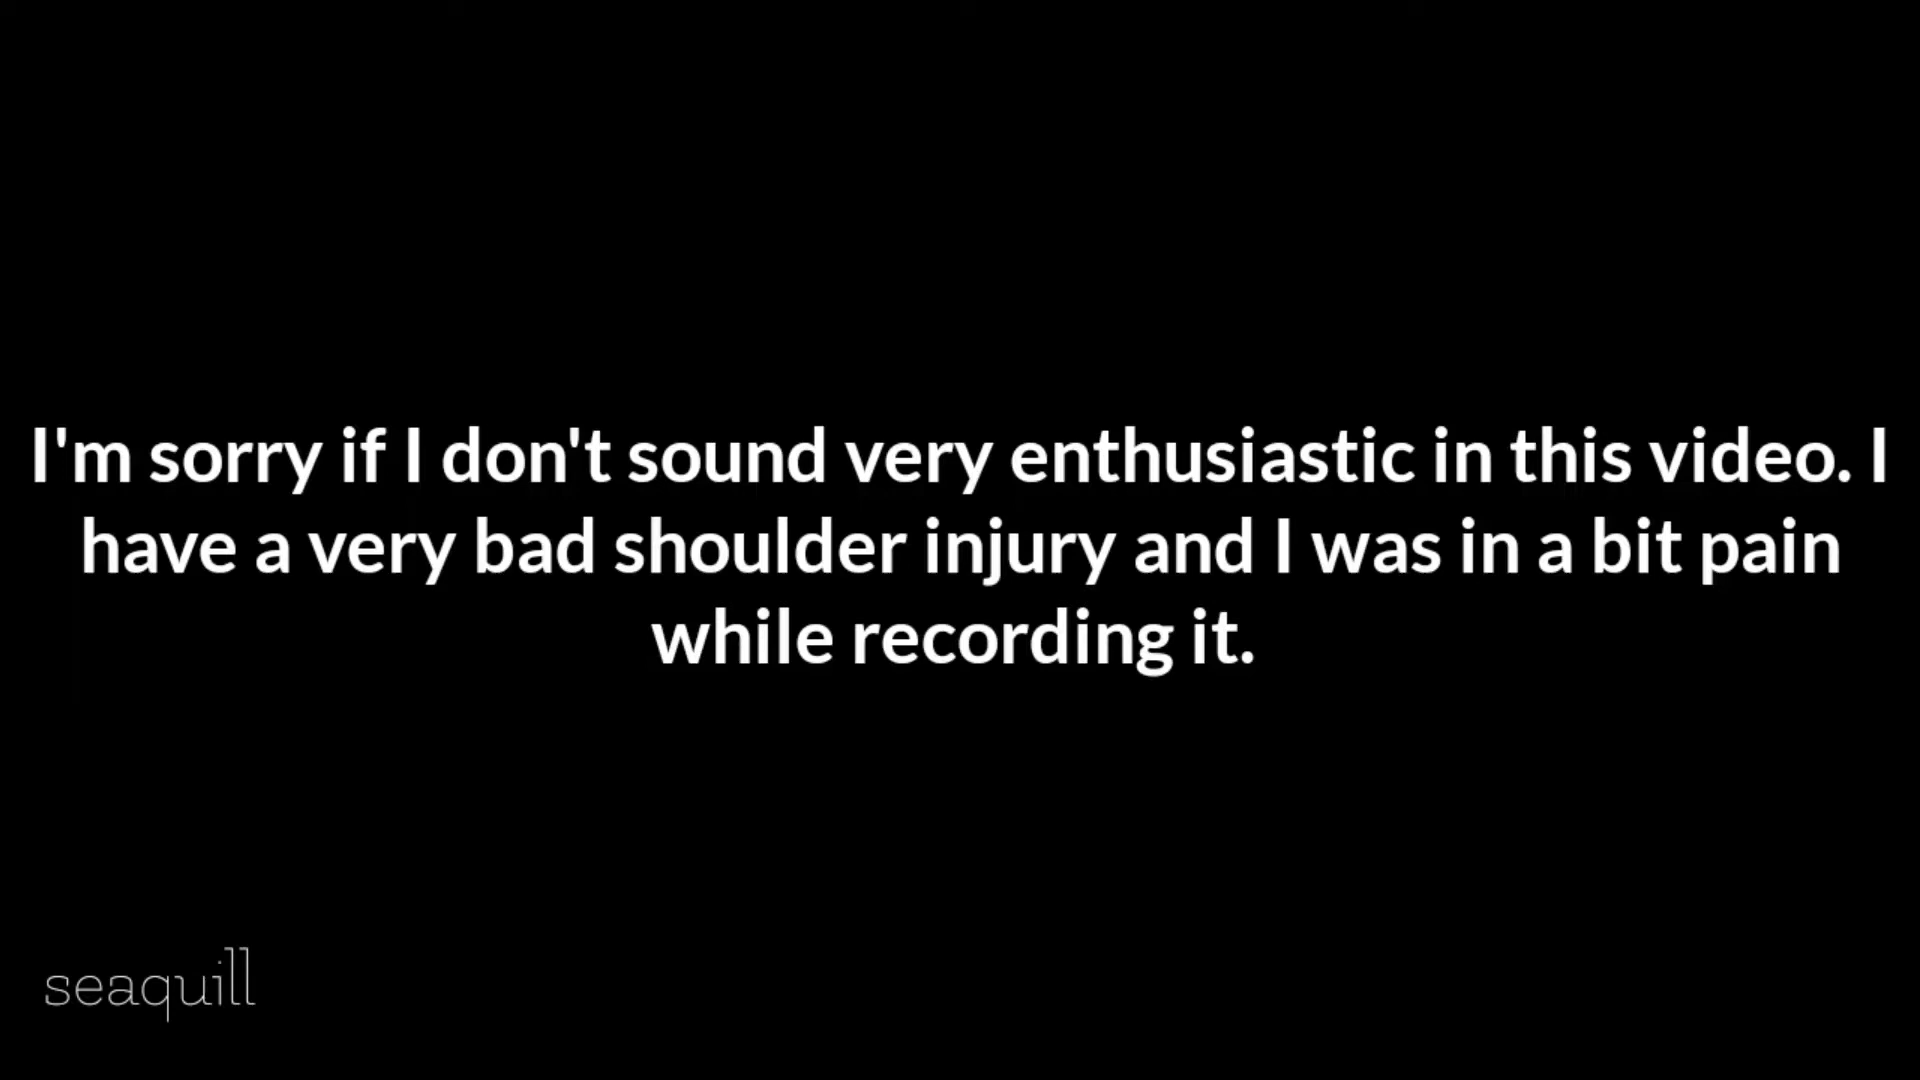 I'm sorry if I don't sound very enthusiastic in this video. I
have a very bad shoulder injury and I was in a bit pain
while recording it.
seaquill